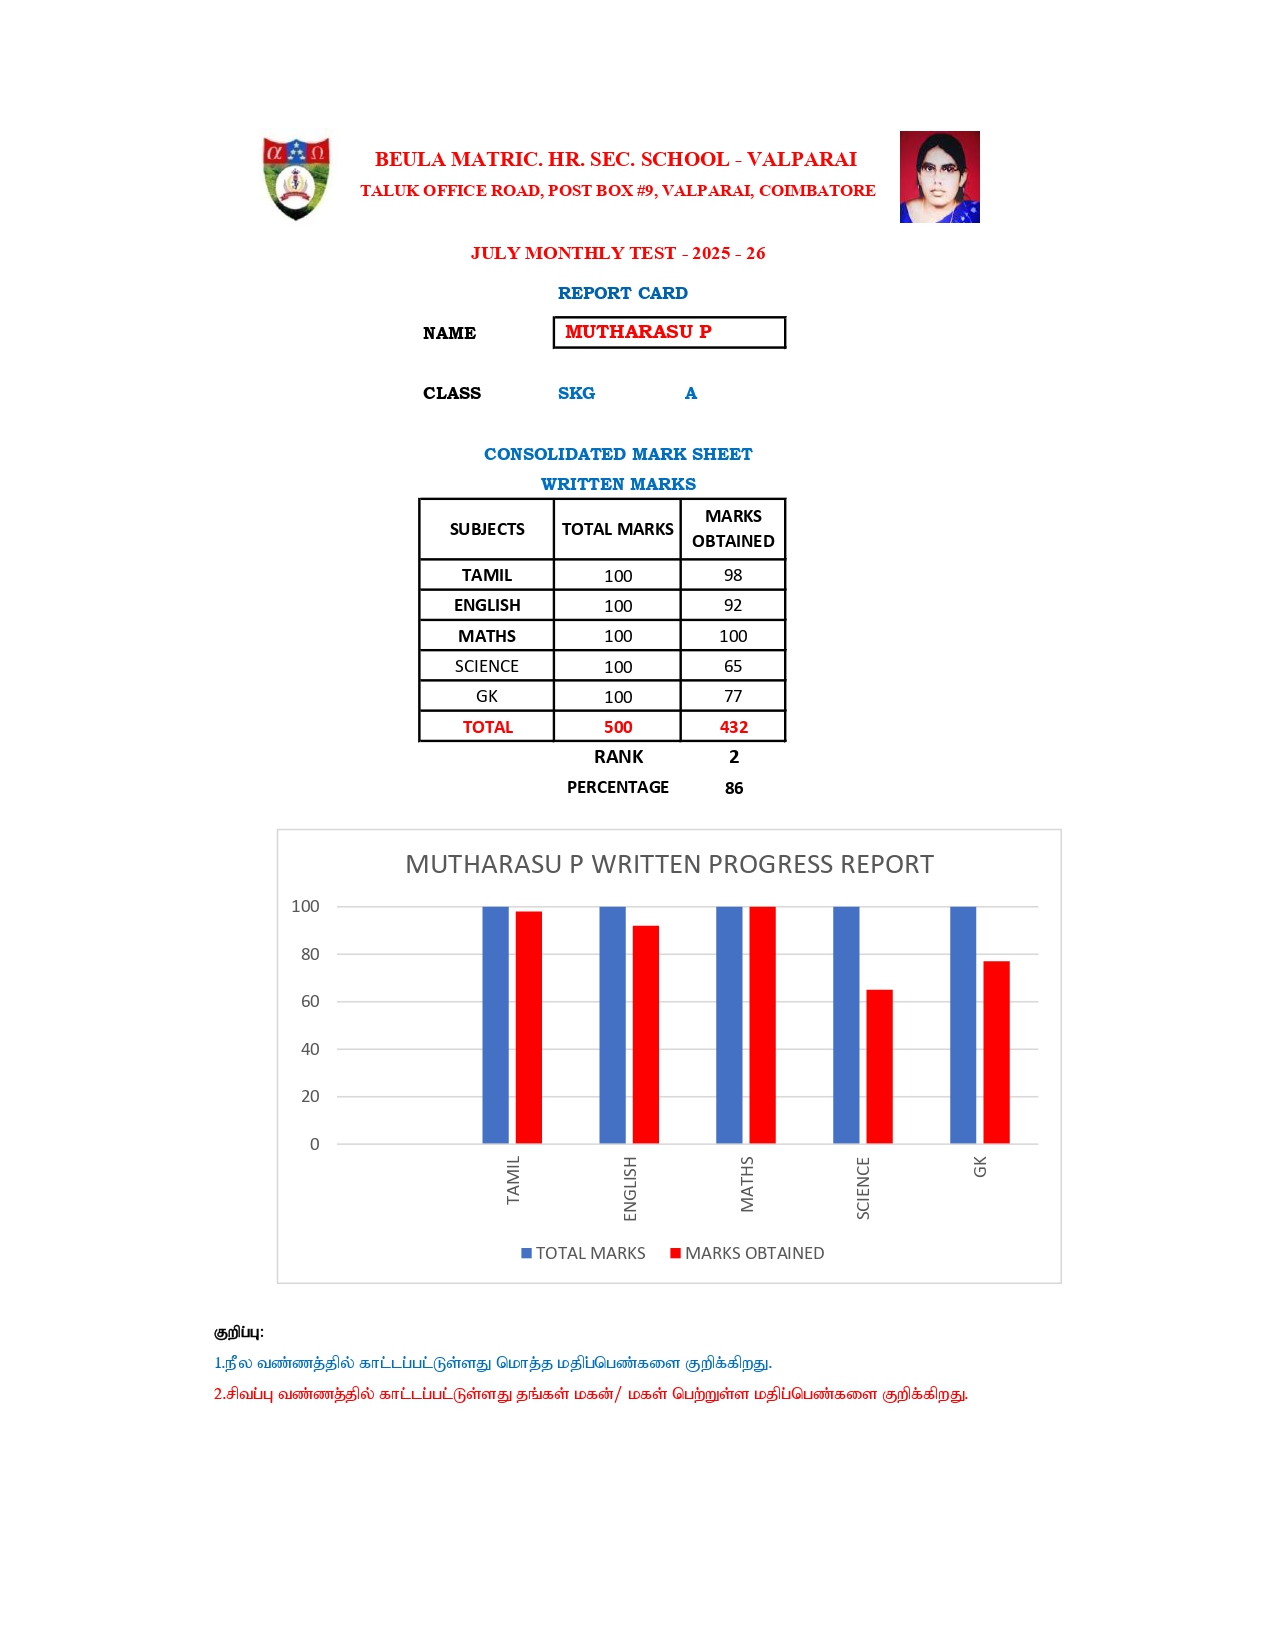 α Ω
BEULA MATRIC. HR. SEC. SCHOOL - VALPARAI
TALUK OFFICE ROAD, POST BOX #9, VALPARAI, COIMBATORE
JULY MONTHLY TEST - 2025 - 26
REPORT CARD
NAME MUTHARASU P
CLASS SKG A
CONSOLIDATED MARK SHEET
WRITTEN MARKS
SUBJECTS TOTAL MARKS MARKS OBTAINED
TAMIL 100 98
ENGLISH 100 92
MATHS 100 100
SCIENCE 100 65
GK 100 77
TOTAL 500 432
RANK 2
PERCENTAGE 86
MUTHARASU P WRITTEN PROGRESS REPORT
100
80
60
40
20
0
TAMIL ENGLISH MATHS SCIENCE GK
TOTAL MARKS MARKS OBTAINED
குறிப்பு:
1.நீல வண்ணத்தில் காட்டப்பட்டுள்ளது மொத்த மதிப்பெண்களை குறிக்கிறது.
2.சிவப்பு வண்ணத்தில் காட்டப்பட்டுள்ளது தங்கள் மகன்/ மகள் பெற்றுள்ள மதிப்பெண்களை குறிக்கிறது.